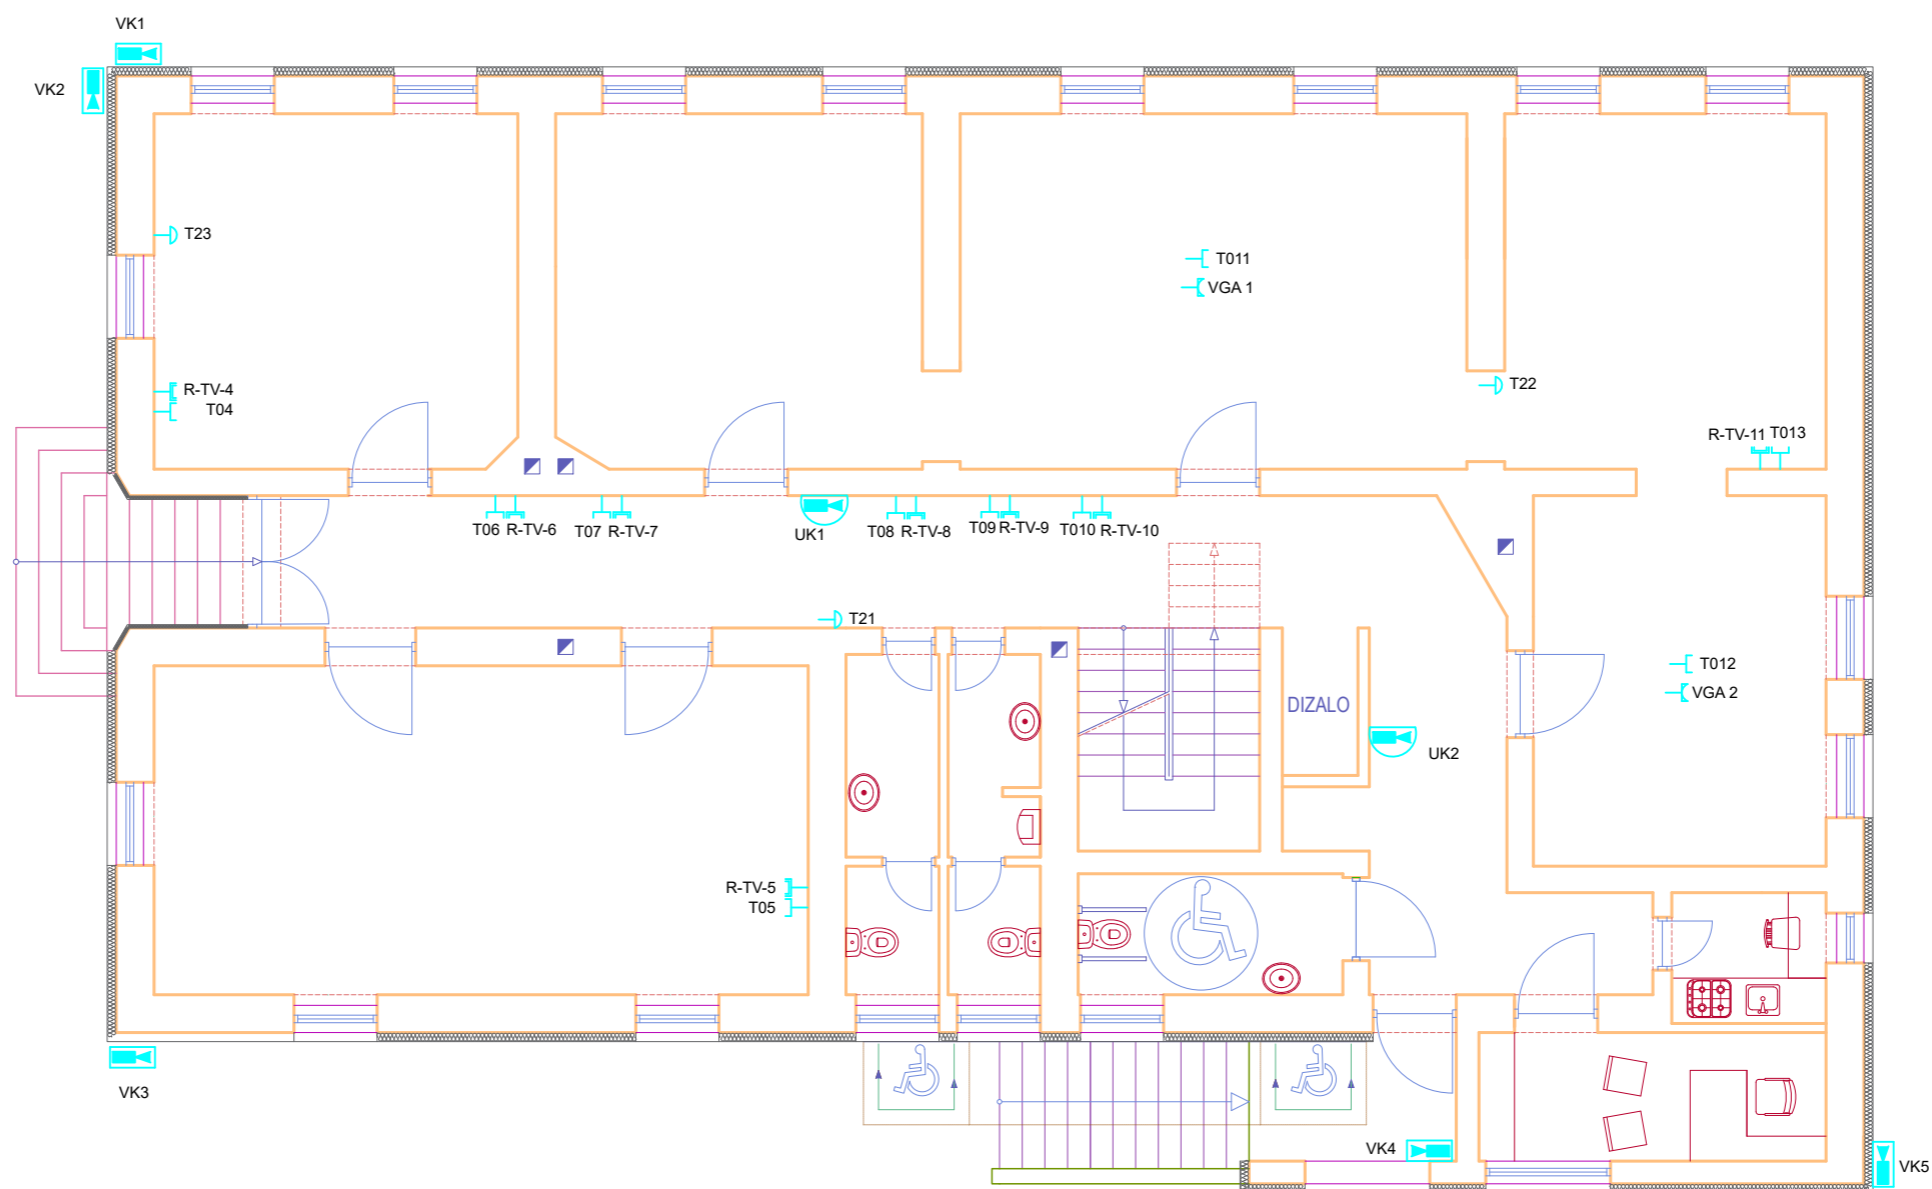 VK1
VK2
T23
T011
VGA 1
R-TV-4
T04
T22
R-TV-11 T013
T06 R-TV-6
T07 R-TV-7
UK1
T08 R-TV-8
T09 R-TV-9
T010 R-TV-10
T21
T012
VGA 2
DIZALO
UK2
R-TV-5
T05
VK3
VK4
VK5